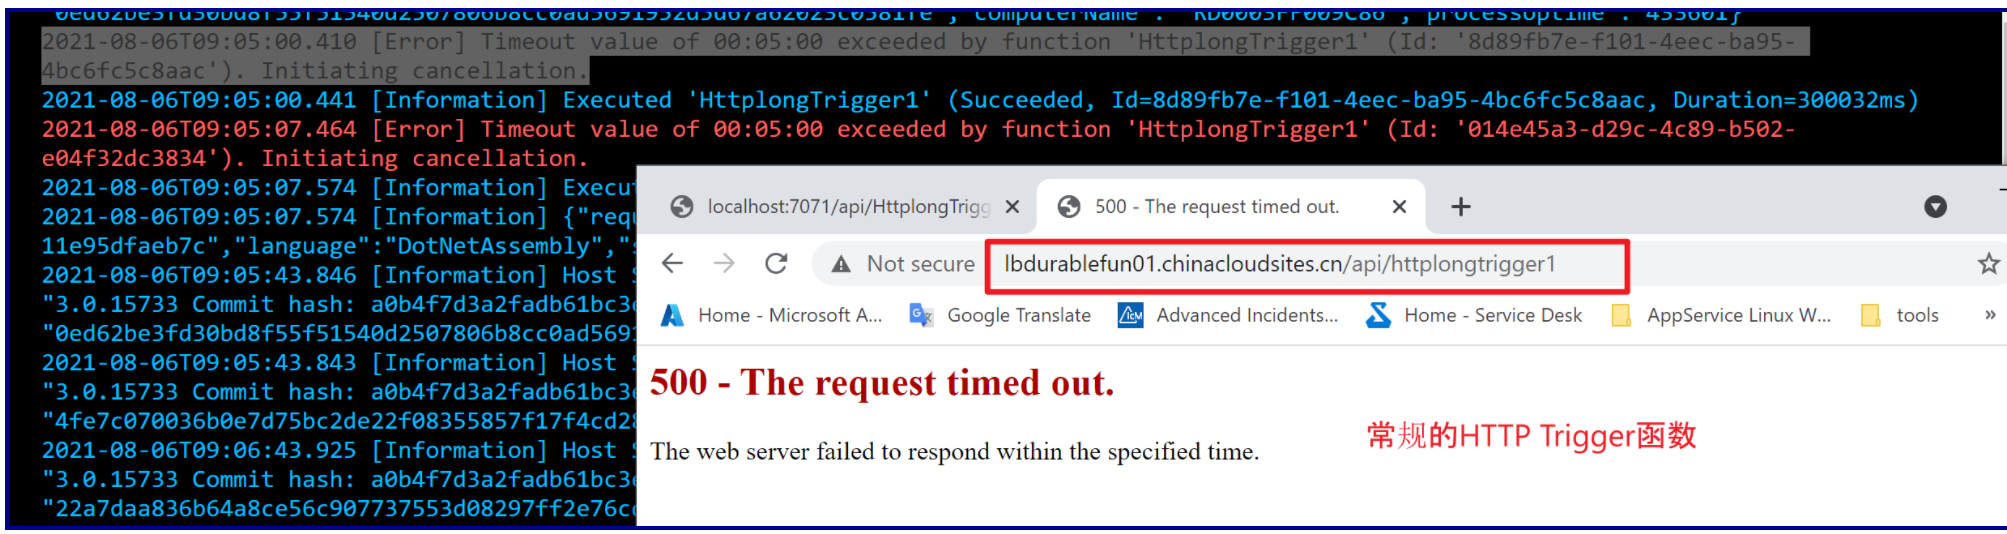 "0ed62be3fd30bd8f55f51540d2507806b8cc0ad5691952d5d67a62023c0581fe", "computerName": "RD0003FF009C86", "processUptime": 453601}
2021-08-06T09:05:00.410 [Error] Timeout value of 00:05:00 exceeded by function 'HttplongTrigger1' (Id: '8d89fb7e-f101-4eec-ba95-
4bc6fc5c8aac'). Initiating cancellation.
2021-08-06T09:05:00.441 [Information] Executed 'HttplongTrigger1' (Succeeded, Id=8d89fb7e-f101-4eec-ba95-4bc6fc5c8aac, Duration=300032ms)
2021-08-06T09:05:07.464 [Error] Timeout value of 00:05:00 exceeded by function 'HttplongTrigger1' (Id: '014e45a3-d29c-4c89-b502-
e04f32dc3834'). Initiating cancellation.
2021-08-06T09:05:07.574 [Information] Execu
2021-08-06T09:05:07.574 [Information] {"requ
11e95dfaeb7c","language":"DotNetAssembly","s
2021-08-06T09:05:43.846 [Information] Host S
"3.0.15733 Commit hash: a0b4f7d3a2fadb61bc3e
"0ed62be3fd30bd8f55f51540d2507806b8cc0ad5691
2021-08-06T09:05:43.843 [Information] Host S
"3.0.15733 Commit hash: a0b4f7d3a2fadb61bc3e
"4fe7c070036b0e7d75bc2de22f08355857f17f4cd28
2021-08-06T09:06:43.925 [Information] Host S
"3.0.15733 Commit hash: a0b4f7d3a2fadb61bc3e
"22a7daa836b64a8ce56c907737553d08297ff2e76cc
localhost:7071/api/HttplongTrigg
500 - The request timed out.
Not secure lbdurablefun01.chinacloudsites.cn/api/httplongtrigger1
Home - Microsoft A... Google Translate Advanced Incidents... Home - Service Desk AppService Linux W... tools »
500 - The request timed out.
The web server failed to respond within the specified time.
常规的HTTP Trigger函数